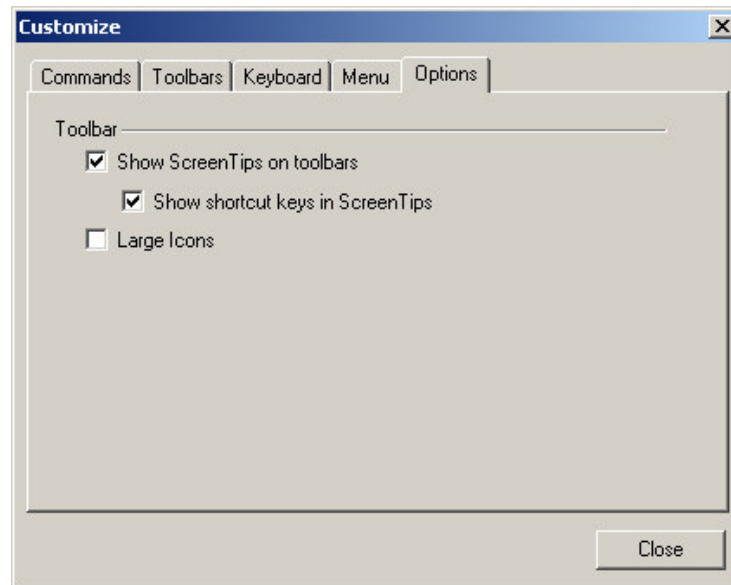 Customize
Commands Toolbars Keyboard Menu Options
Toolbar
Show ScreenTips on toolbars
Show shortcut keys in ScreenTips
Large Icons
Close